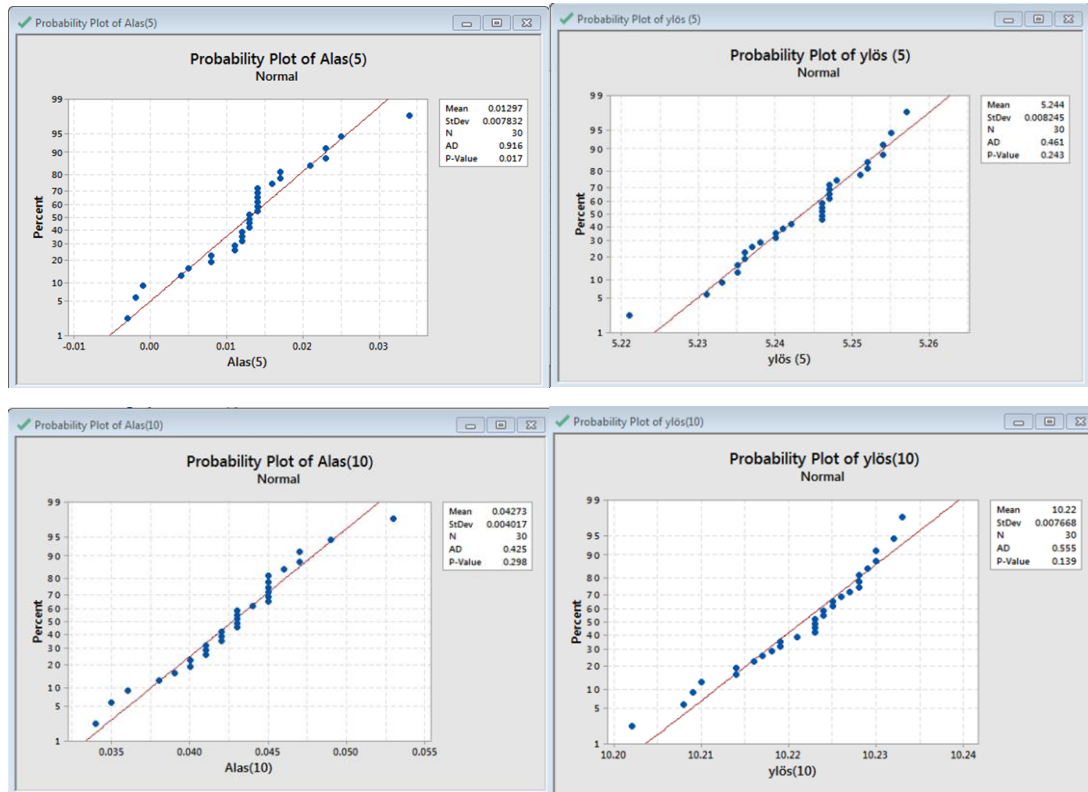 Probability Plot of Alas(5)
Probability Plot of Alas(5)
Normal
99
95
90
80
70
60
50
40
30
20
10
5
1
Percent
-0.01 0.00 0.01 0.02 0.03
Alas(5)
Mean 0.01297
StDev 0.007832
N 30
AD 0.916
P-Value 0.017
Probability Plot of ylös (5)
Probability Plot of ylös (5)
Normal
99
95
90
80
70
60
50
40
30
20
10
5
1
Percent
5.22 5.23 5.24 5.25 5.26
ylös (5)
Mean 5.244
StDev 0.008245
N 30
AD 0.461
P-Value 0.243
Probability Plot of Alas(10)
Probability Plot of Alas(10)
Normal
99
95
90
80
70
60
50
40
30
20
10
5
1
Percent
0.035 0.040 0.045 0.050 0.055
Alas(10)
Mean 0.04273
StDev 0.004017
N 30
AD 0.425
P-Value 0.298
Probability Plot of ylös(10)
Probability Plot of ylös(10)
Normal
99
95
90
80
70
60
50
40
30
20
10
5
1
Percent
10.20 10.21 10.22 10.23 10.24
ylös(10)
Mean 10.22
StDev 0.007668
N 30
AD 0.555
P-Value 0.139